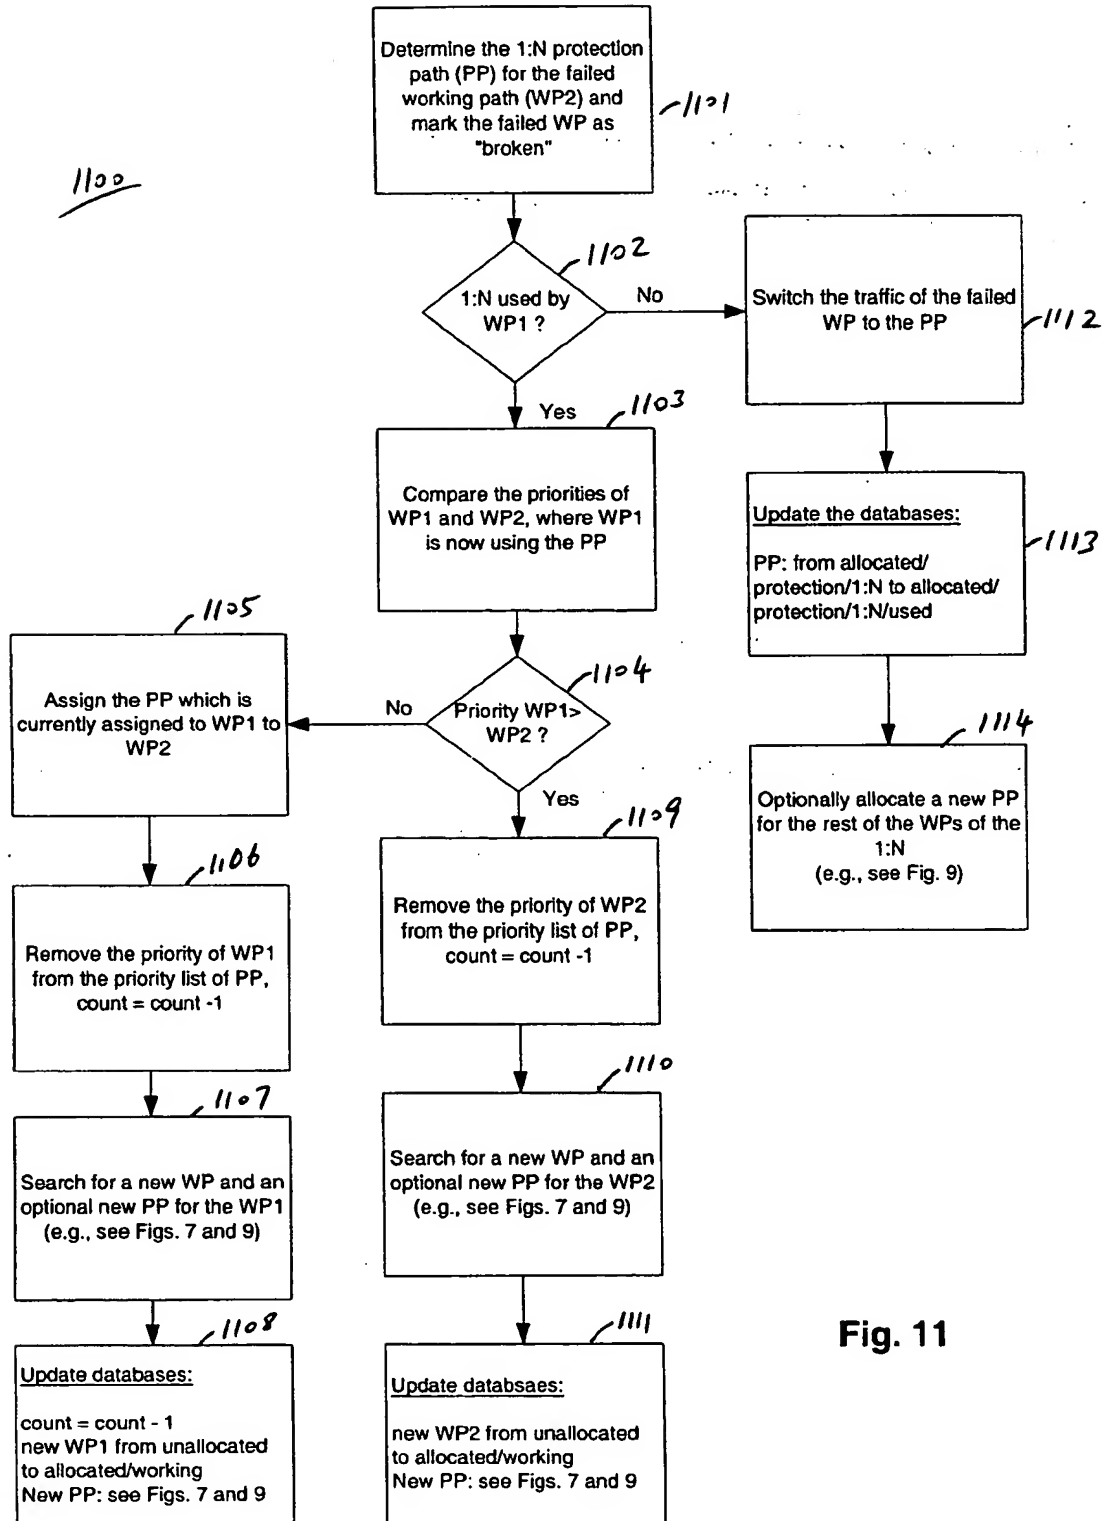 Determine the 1:N protection
path (PP) for the failed
working path (WP2) and
mark the failed WP as
"broken"
1101
1100
1102
1:N used by
WP1 ?
No
Yes
Switch the traffic of the failed
WP to the PP
1112
1103
Compare the priorities of
WP1 and WP2, where WP1
is now using the PP
Update the databases:
PP: from allocated/
protection/1:N to allocated/
protection/1:N/used
1113
1105
Assign the PP which is
currently assigned to WP1 to
WP2
No
1104
Priority WP1>
WP2 ?
Yes
1114
Optionally allocate a new PP
for the rest of the WPs of the
1:N
(e.g., see Fig. 9)
1106
Remove the priority of WP1
from the priority list of PP,
count = count -1
1109
Remove the priority of WP2
from the priority list of PP,
count = count -1
1107
Search for a new WP and an
optional new PP for the WP1
(e.g., see Figs. 7 and 9)
1110
Search for a new WP and an
optional new PP for the WP2
(e.g., see Figs. 7 and 9)
1108
Update databases:
count = count - 1
new WP1 from unallocated
to allocated/working
New PP: see Figs. 7 and 9
1111
Update databsaes:
new WP2 from unallocated
to allocated/working
New PP: see Figs. 7 and 9
Fig. 11